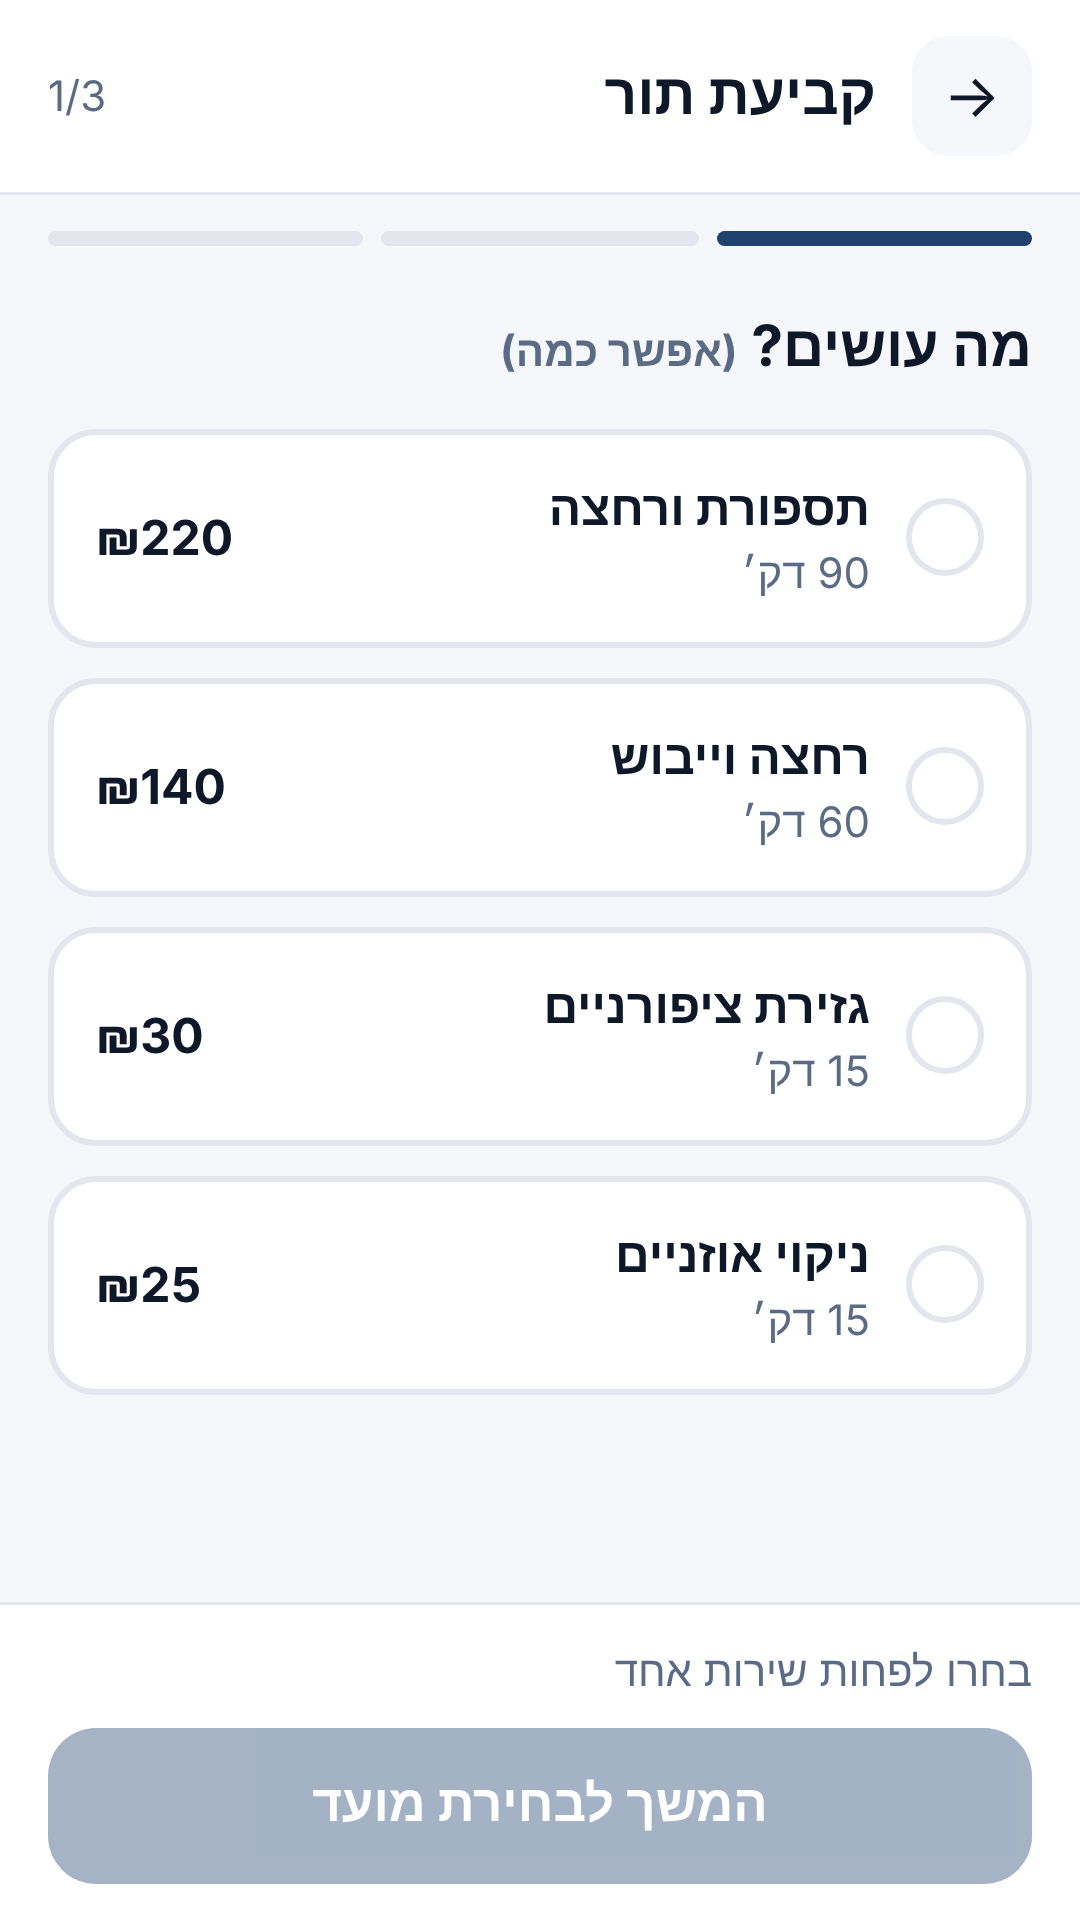 קביעת תור
1/3
מה עושים? (אפשר כמה)
תספורת ורחצה
90 דק׳
₪220
רחצה וייבוש
60 דק׳
₪140
גזירת ציפורניים
15 דק׳
₪30
ניקוי אוזניים
15 דק׳
₪25
בחרו לפחות שירות אחד
המשך לבחירת מועד